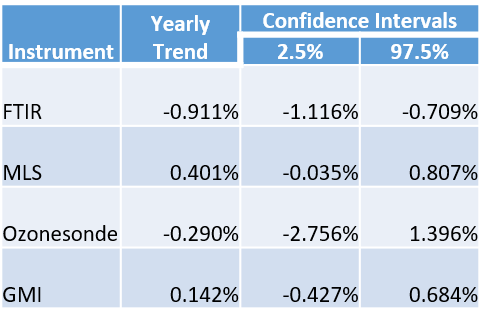 Instrument Yearly Trend Confidence Intervals
2.5% 97.5%
FTIR -0.911% -1.116% -0.709%
MLS 0.401% -0.035% 0.807%
Ozonesonde -0.290% -2.756% 1.396%
GMI 0.142% -0.427% 0.684%